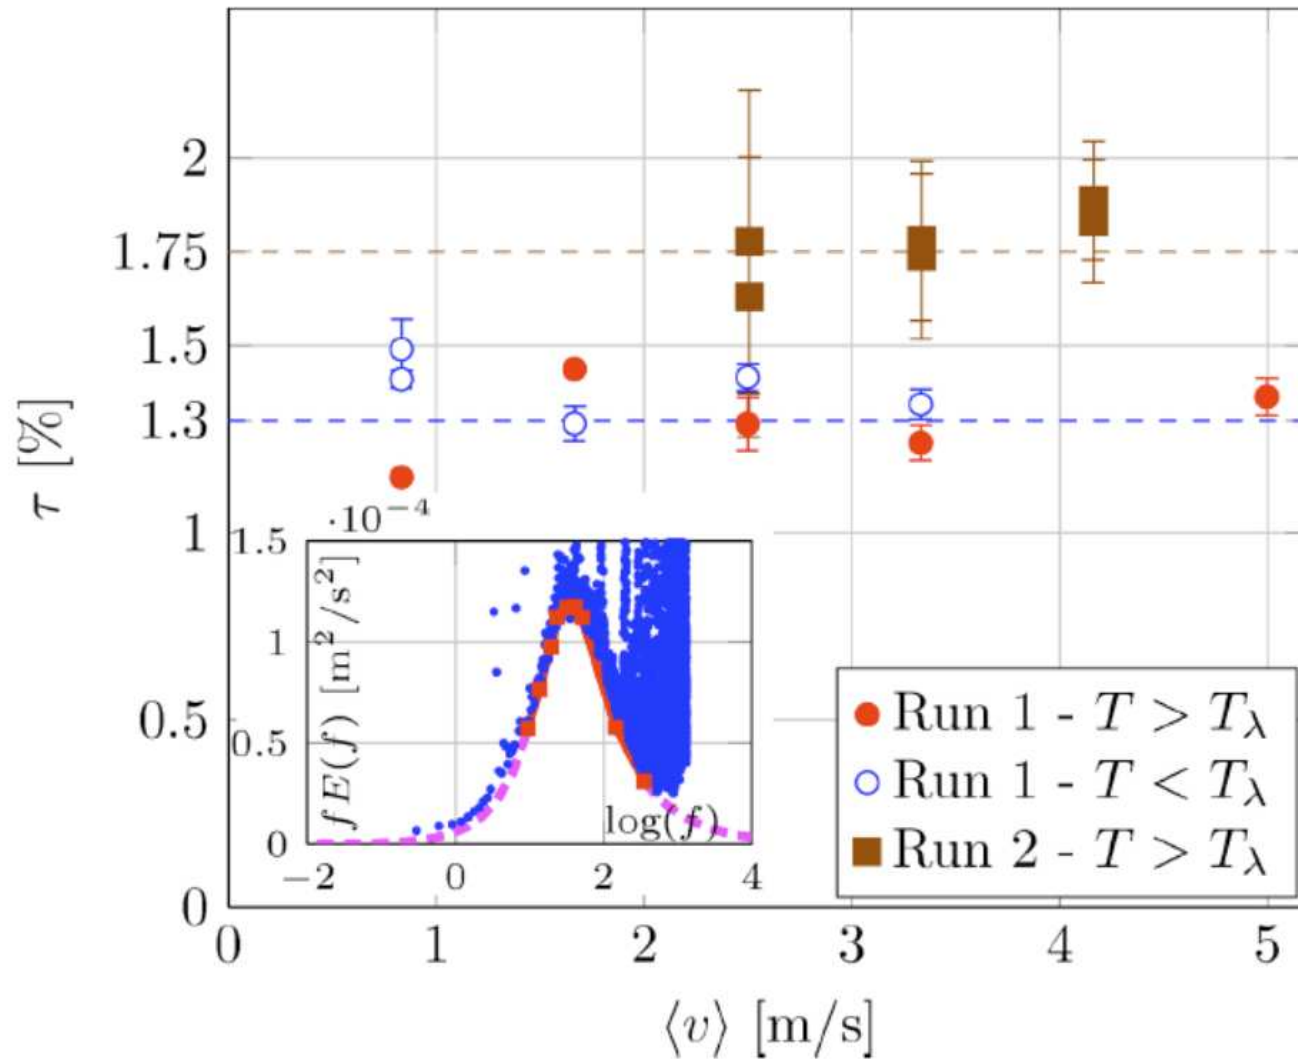 2
1.75
1.5
1.3
1
0.5
0
τ [%]
0 1 2 3 4 5
⟨v⟩ [m/s]
·10⁻⁴
1.5
1
0.5
0
fE(f) [m²/s²]
log(f)
−2 0 2 4
Run 1 - T > T_λ
Run 1 - T < T_λ
Run 2 - T > T_λ